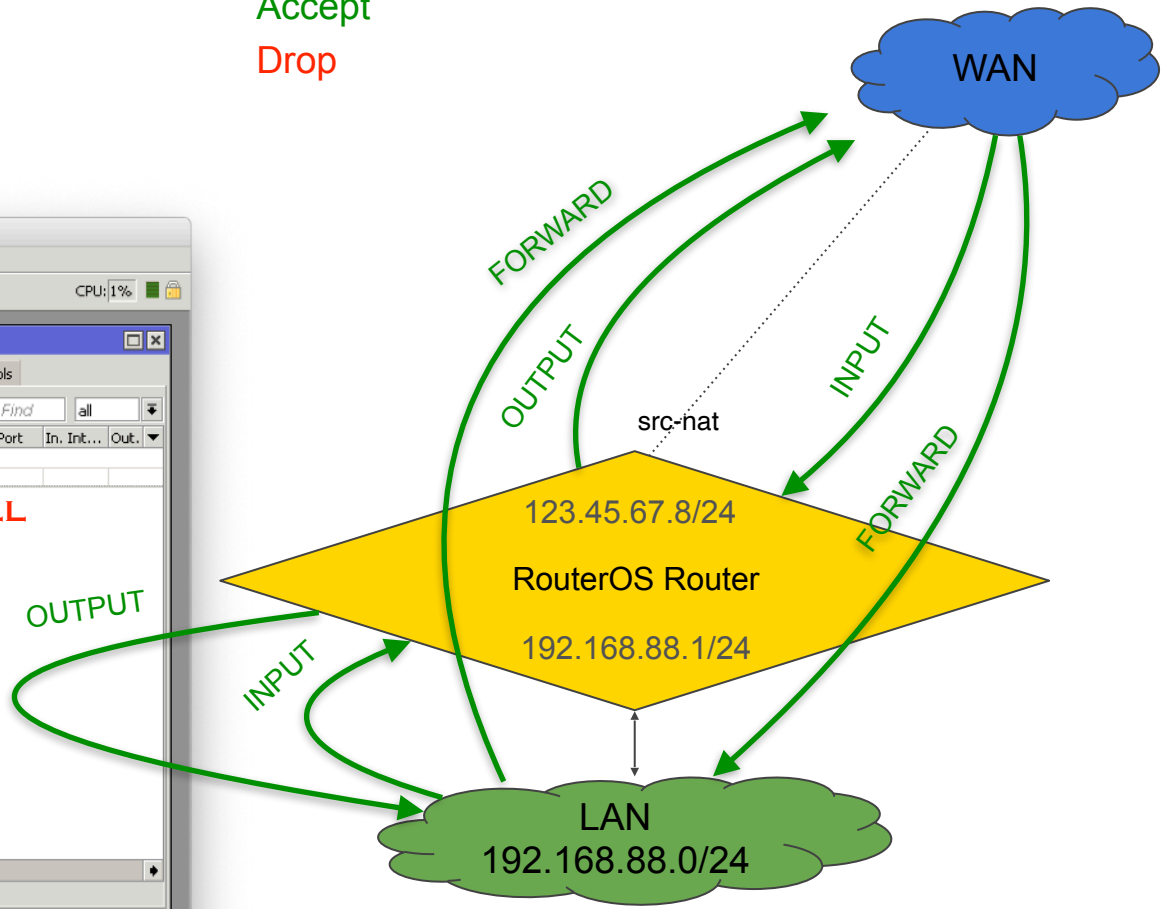 Accept
Drop
WAN
FORWARD
OUTPUT
INPUT
src-nat
FORWARD
123.45.67.8/24
RouterOS Router
192.168.88.1/24
OUTPUT
INPUT
LAN
192.168.88.0/24
CPU: 1%
Find
all
Port
In. Int...
Out.